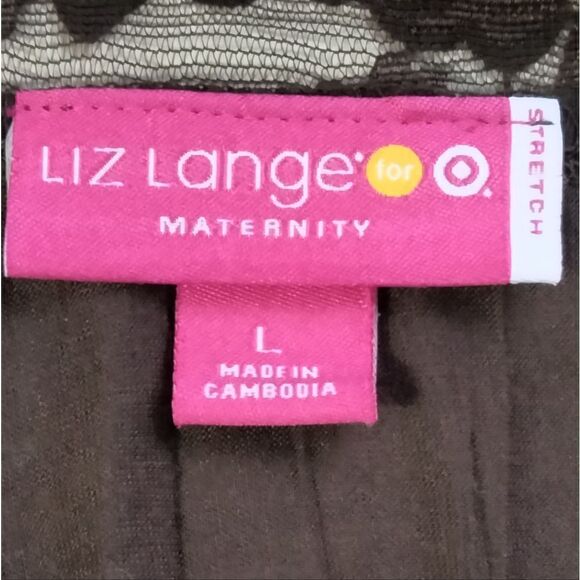 LIZ Lange for
MATERNITY
STRETCH
L
MADE IN
CAMBODIA